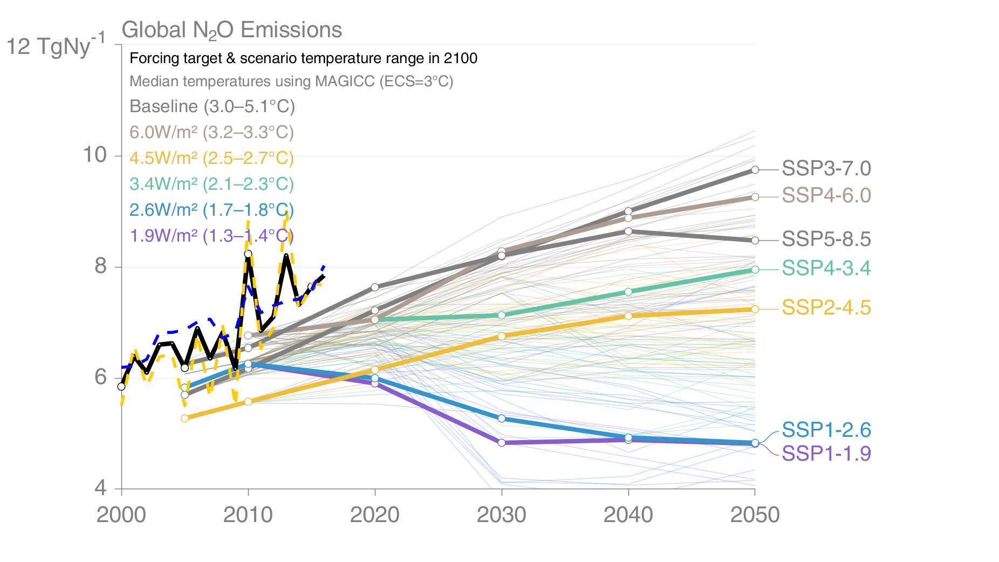 Global N₂O Emissions
12 TgNy⁻¹
Forcing target & scenario temperature range in 2100
Median temperatures using MAGICC (ECS=3°C)
Baseline (3.0–5.1°C)
6.0W/m² (3.2–3.3°C)
10
4.5W/m² (2.5–2.7°C)
SSP3-7.0
3.4W/m² (2.1–2.3°C)
SSP4-6.0
2.6W/m² (1.7–1.8°C)
1.9W/m² (1.3–1.4°C)
SSP5-8.5
8
SSP4-3.4
SSP2-4.5
6
SSP1-2.6
SSP1-1.9
4
2000 2010 2020 2030 2040 2050